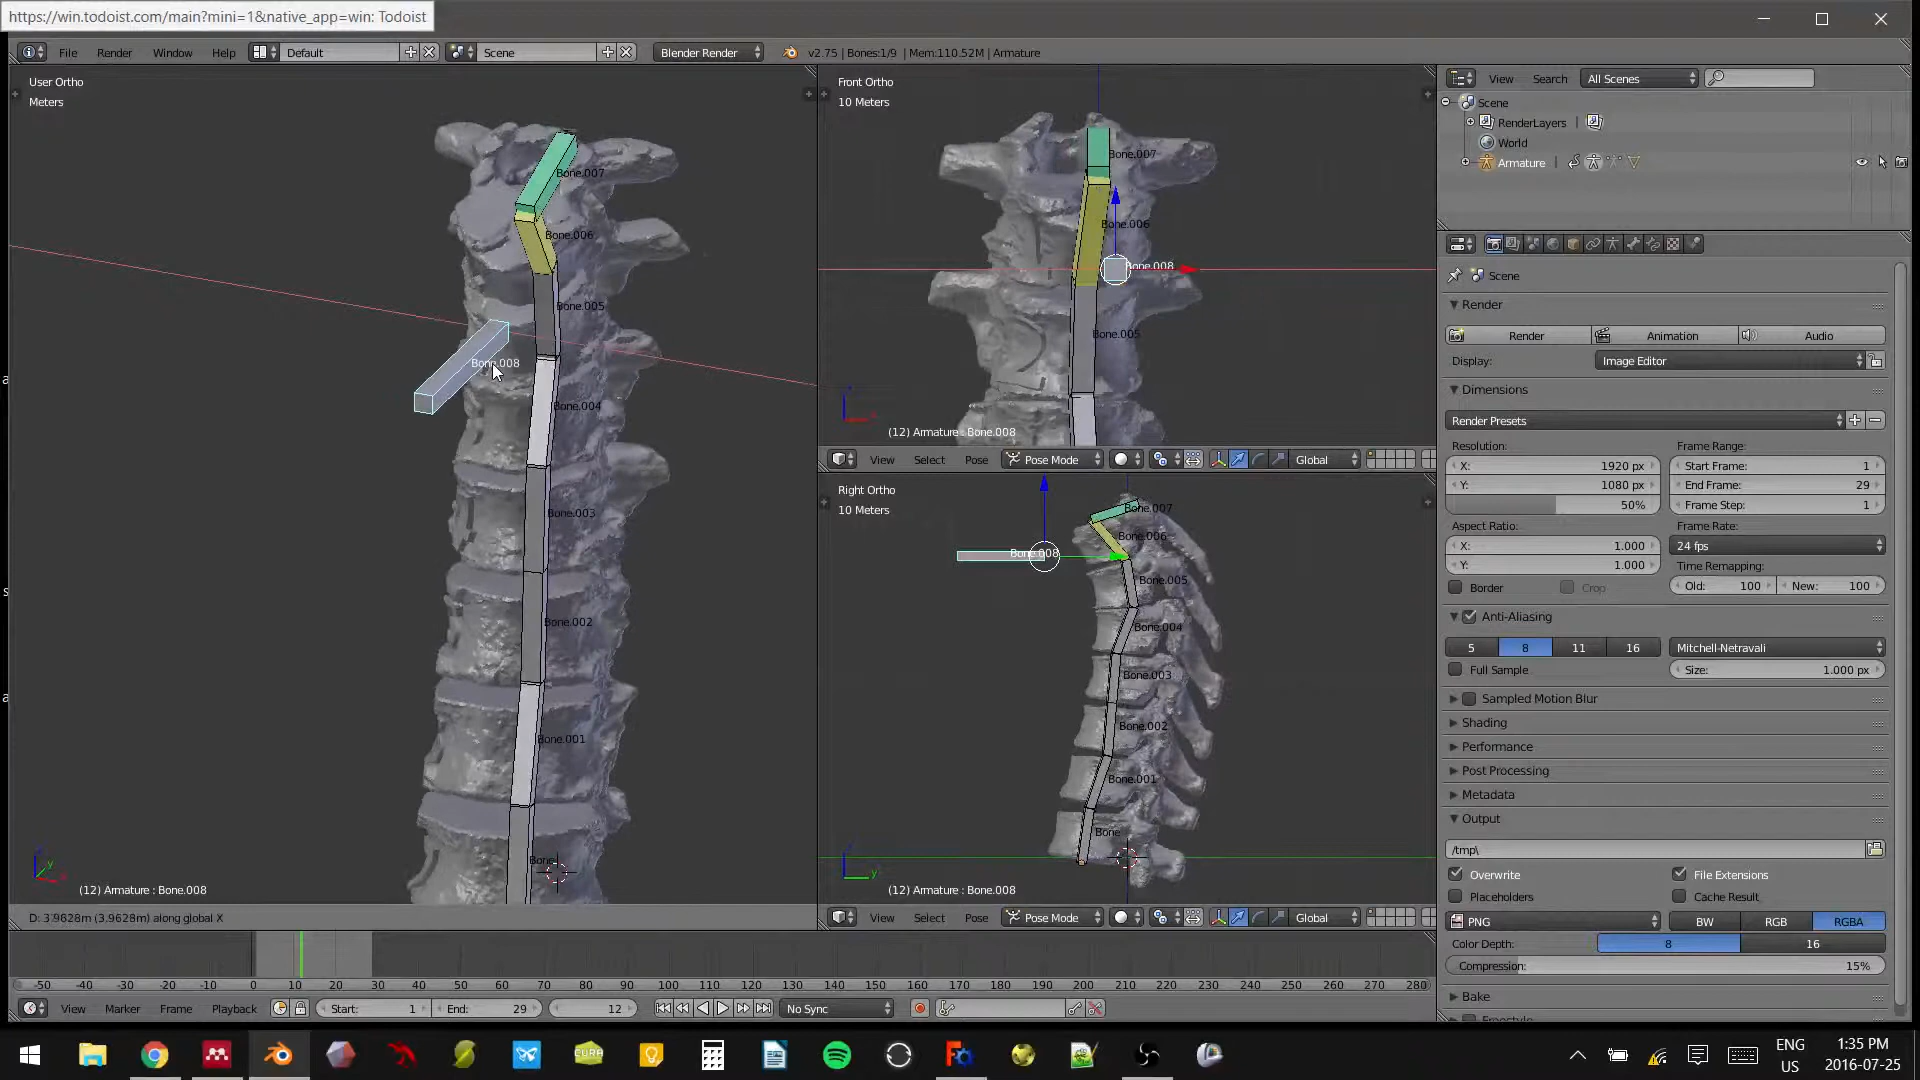 https://win.todoist.com/main?mini=1&native_app=win: Todoist
File Render Window Help Default Scene Blender Render v2.75 | Bones:1/9 | Mem:110.52M | Armature
User Ortho
Meters
Bone.007
Bone.006
Bone.005
Bone.008
Bone.004
Bone.003
Bone.002
Bone.001
Bone
(12) Armature : Bone.008
D: 3.9628m (3.9628m) along global X
Front Ortho
10 Meters
Bone.007
Bone.006
Bone.008
Bone.005
(12) Armature : Bone.008
View Select Pose Pose Mode Global
Right Ortho
10 Meters
Bone.007
Bone.006
Bone.008
Bone.005
Bone.004
Bone.003
Bone.002
Bone.001
Bone
(12) Armature : Bone.008
View Select Pose Pose Mode Global
View Search All Scenes
Scene
RenderLayers
World
Armature
Scene
Render
Render Animation Audio
Display: Image Editor
Dimensions
Render Presets
Resolution: Frame Range:
X: 1920 px Start Frame: 1
Y: 1080 px End Frame: 29
50% Frame Step: 1
Aspect Ratio: Frame Rate:
X: 1.000 24 fps
Y: 1.000 Time Remapping:
Border Crop Old: 100 New: 100
Anti-Aliasing
5 8 11 16 Mitchell-Netravali
Full Sample Size: 1.000 px
Sampled Motion Blur
Shading
Performance
Post Processing
Metadata
Output
/tmp\
Overwrite File Extensions
Placeholders Cache Result
PNG BW RGB RGBA
Color Depth: 8 16
Compression: 15%
Bake
-50 -40 -30 -20 -10 0 10 20 30 40 50 60 70 80 90 100 110 120 130 140 150 160 170 180 190 200 210 220 230 240 250 260 270 280
View Marker Frame Playback Start: 1 End: 29 12 No Sync
CURA
ENG
US
1:35 PM
2016-07-25